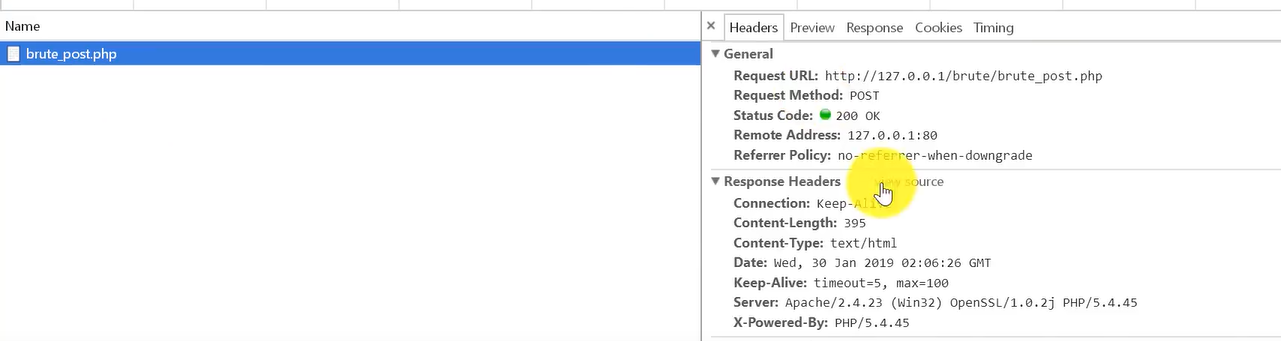 Name
brute_post.php
× Headers Preview Response Cookies Timing
▼ General
Request URL: http://127.0.0.1/brute/brute_post.php
Request Method: POST
Status Code: 200 OK
Remote Address: 127.0.0.1:80
Referrer Policy: no-referrer-when-downgrade
▼ Response Headers view source
Connection: Keep-Alive
Content-Length: 395
Content-Type: text/html
Date: Wed, 30 Jan 2019 02:06:26 GMT
Keep-Alive: timeout=5, max=100
Server: Apache/2.4.23 (Win32) OpenSSL/1.0.2j PHP/5.4.45
X-Powered-By: PHP/5.4.45